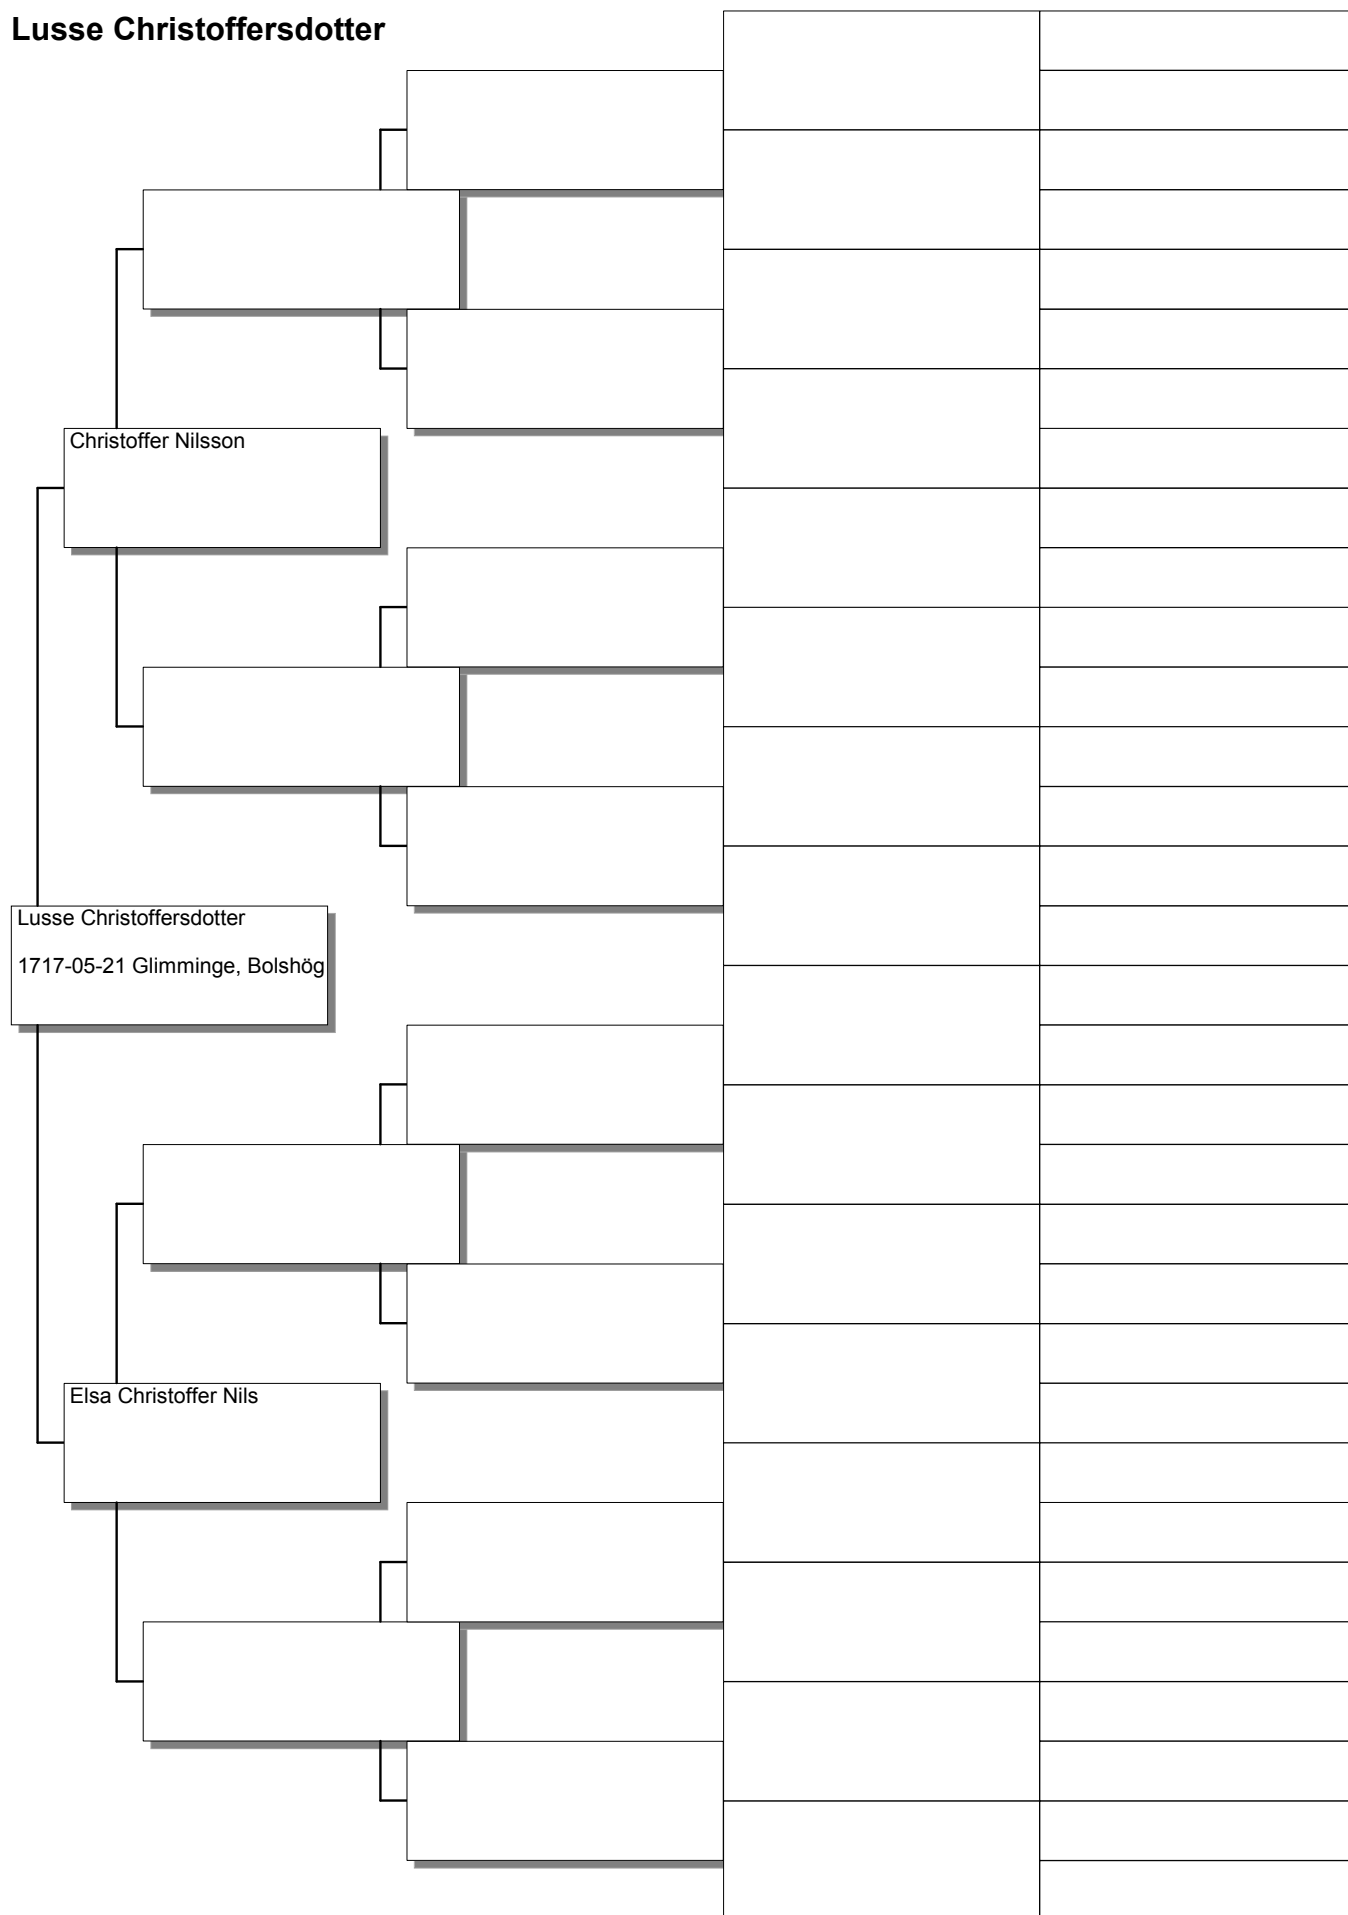 Lusse Christoffersdotter
Christoffer Nilsson
Lusse Christoffersdotter
1717-05-21 Glimminge, Bolshög
Elsa Christoffer Nils